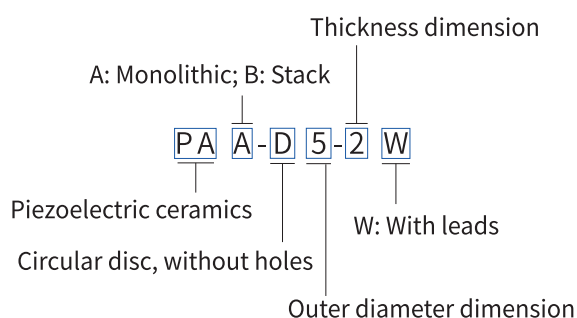 Thickness dimension
A: Monolithic; B: Stack
PA A-D 5-2 W
Piezoelectric ceramics
W: With leads
Circular disc, without holes
Outer diameter dimension